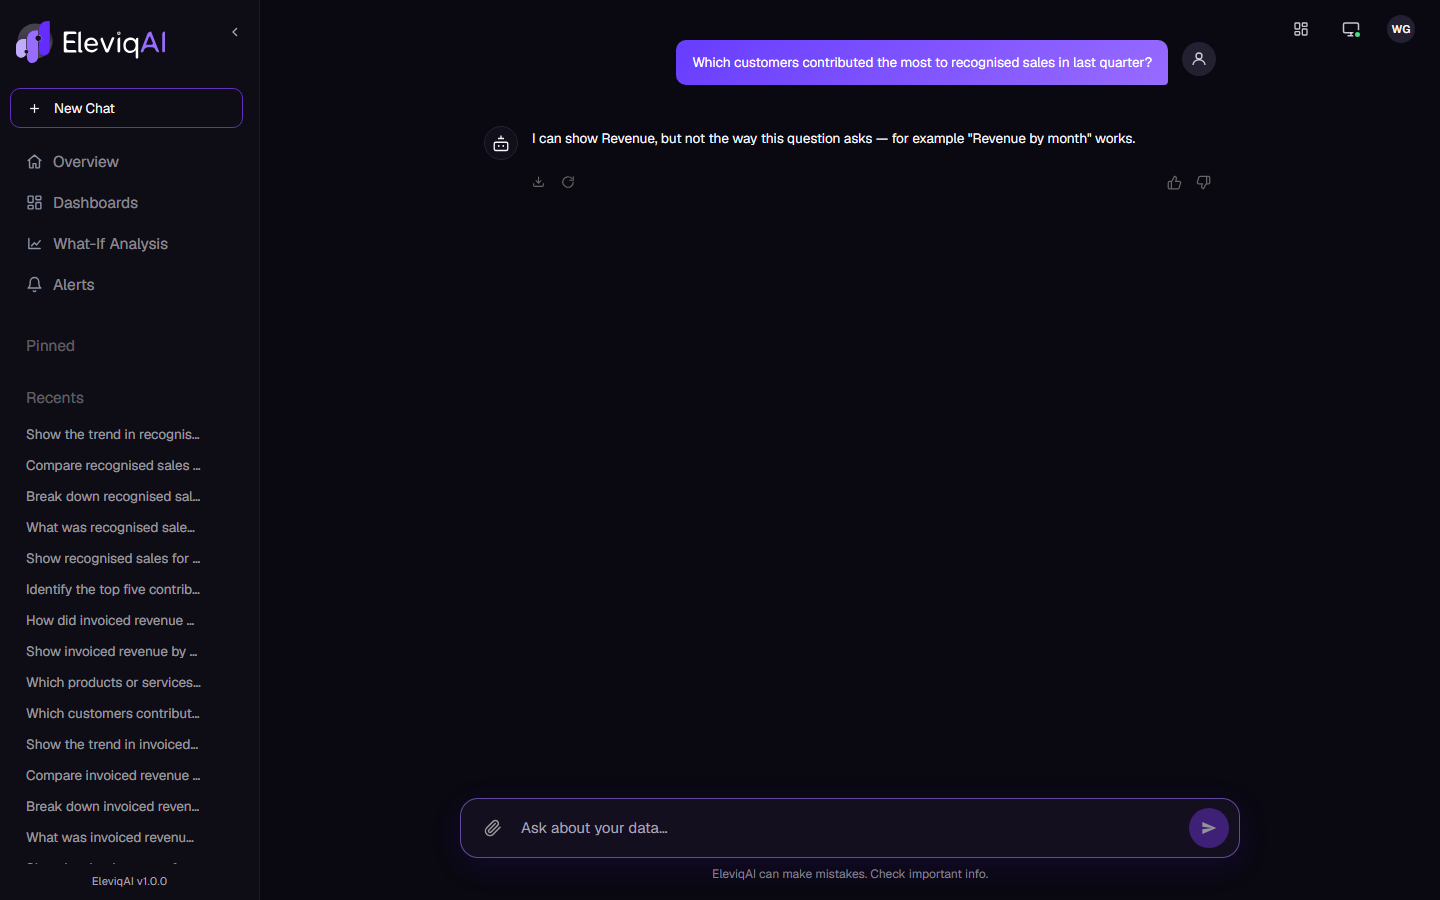 EleviqAI
New Chat
Overview
Dashboards
What-If Analysis
Alerts
Pinned
Recents
Show the trend in recognis...
Compare recognised sales ...
Break down recognised sal...
What was recognised sale...
Show recognised sales for ...
Identify the top five contrib...
How did invoiced revenue ...
Show invoiced revenue by ...
Which products or services...
Which customers contribut...
Show the trend in invoiced...
Compare invoiced revenue ...
Break down invoiced reven...
What was invoiced revenu...
EleviqAI v1.0.0
WG
Which customers contributed the most to recognised sales in last quarter?
I can show Revenue, but not the way this question asks — for example "Revenue by month" works.
Ask about your data...
EleviqAI can make mistakes. Check important info.